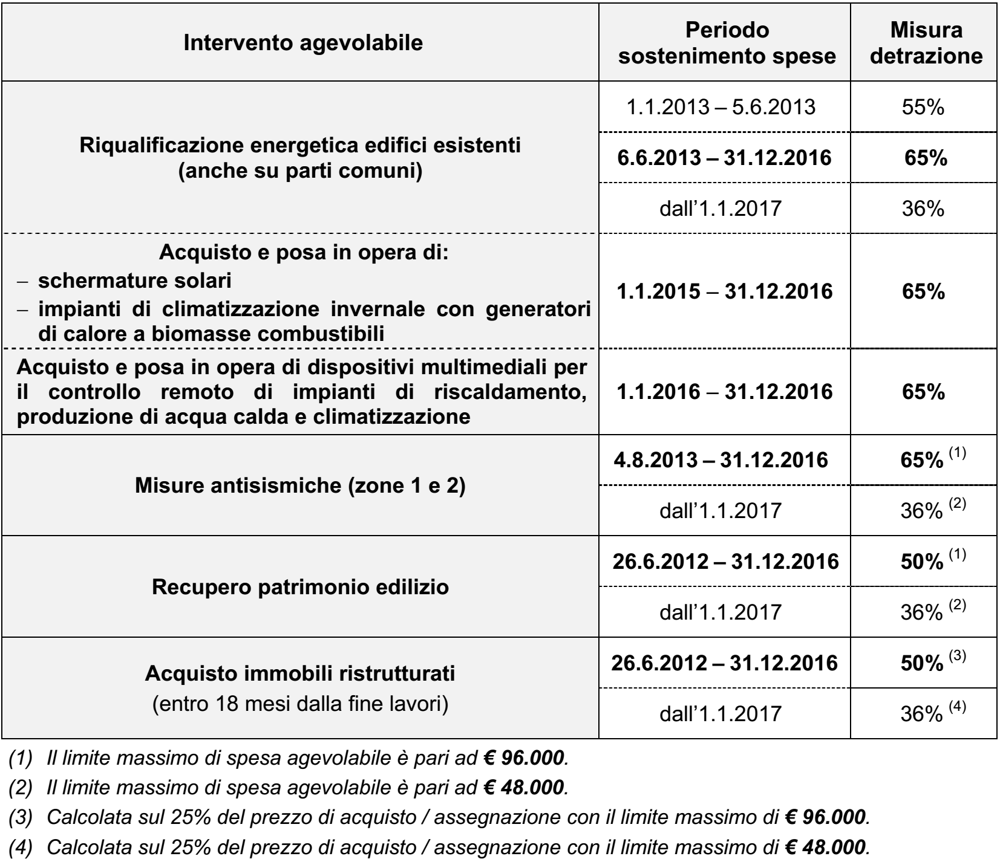 Intervento agevolabile
Periodo
sostenimento spese
Misura
detrazione
Riqualificazione energetica edifici esistenti
(anche su parti comuni)
1.1.2013 – 5.6.2013
55%
6.6.2013 – 31.12.2016
65%
dall’1.1.2017
36%
Acquisto e posa in opera di:
– schermature solari
– impianti di climatizzazione invernale con generatori
di calore a biomasse combustibili
1.1.2015 – 31.12.2016
65%
Acquisto e posa in opera di dispositivi multimediali per
il controllo remoto di impianti di riscaldamento,
produzione di acqua calda e climatizzazione
1.1.2016 – 31.12.2016
65%
Misure antisismiche (zone 1 e 2)
4.8.2013 – 31.12.2016
65% (1)
dall’1.1.2017
36% (2)
Recupero patrimonio edilizio
26.6.2012 – 31.12.2016
50% (1)
dall’1.1.2017
36% (2)
Acquisto immobili ristrutturati
(entro 18 mesi dalla fine lavori)
26.6.2012 – 31.12.2016
50% (3)
dall’1.1.2017
36% (4)
(1) Il limite massimo di spesa agevolabile è pari ad € 96.000.
(2) Il limite massimo di spesa agevolabile è pari ad € 48.000.
(3) Calcolata sul 25% del prezzo di acquisto / assegnazione con il limite massimo di € 96.000.
(4) Calcolata sul 25% del prezzo di acquisto / assegnazione con il limite massimo di € 48.000.